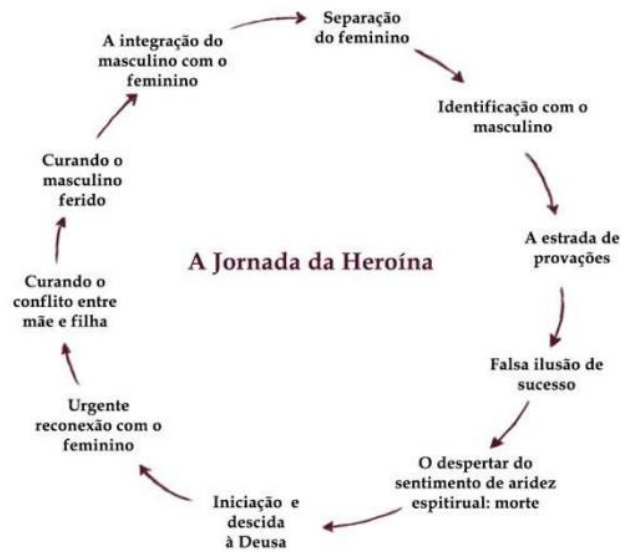 A Jornada da Heroína
Separação
do feminino
Identificação com o
masculino
A estrada de
provações
Falsa ilusão de
sucesso
O despertar do
sentimento de aridez
espitirual: morte
Iniciação e
descida
à Deusa
Urgente
reconexão com o
feminino
Curando o
conflito entre
mãe e filha
Curando o
masculino
ferido
A integração do
masculino com o
feminino